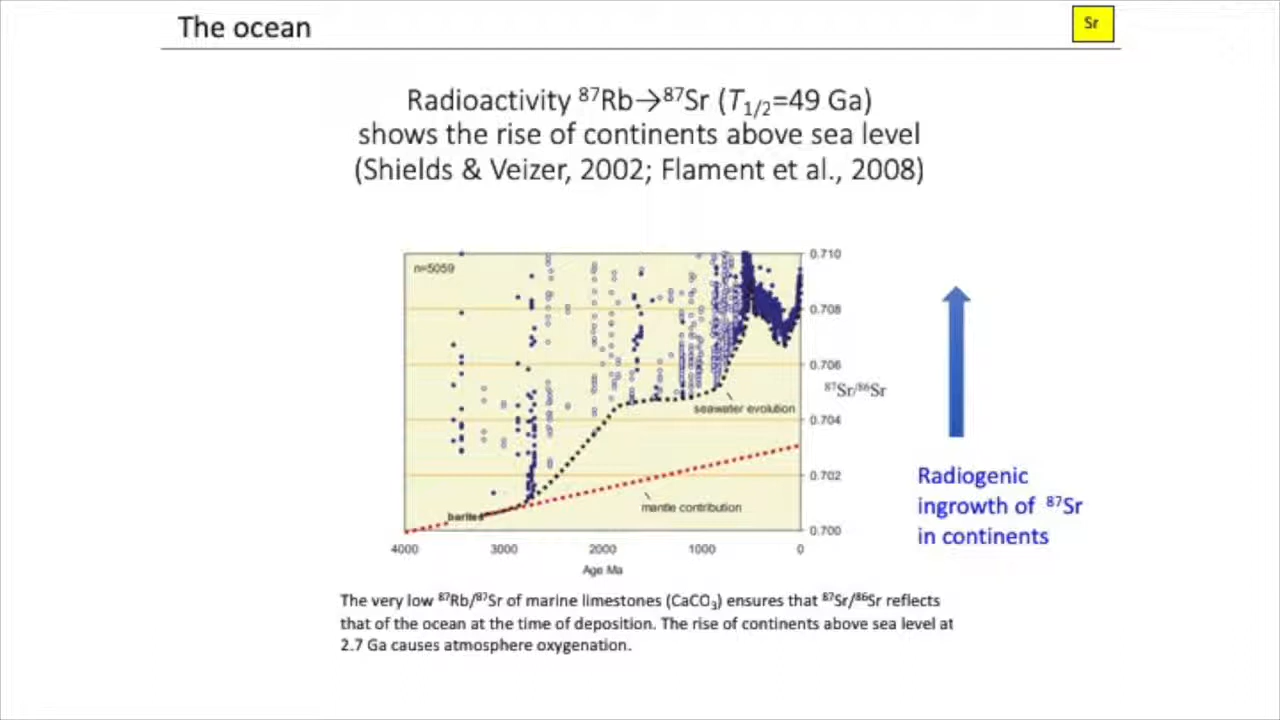 The ocean
Sr
Radioactivity ⁸⁷Rb→⁸⁷Sr (T₁/₂=49 Ga)
shows the rise of continents above sea level
(Shields & Veizer, 2002; Flament et al., 2008)
n=5059
0.710
0.708
0.706
⁸⁷Sr/⁸⁶Sr
seawater evolution
0.704
0.702
mantle contribution
barites
0.700
4000 3000 2000 1000 0
Age Ma
Radiogenic
ingrowth of ⁸⁷Sr
in continents
The very low ⁸⁷Rb/⁸⁷Sr of marine limestones (CaCO₃) ensures that ⁸⁷Sr/⁸⁶Sr reflects
that of the ocean at the time of deposition. The rise of continents above sea level at
2.7 Ga causes atmosphere oxygenation.